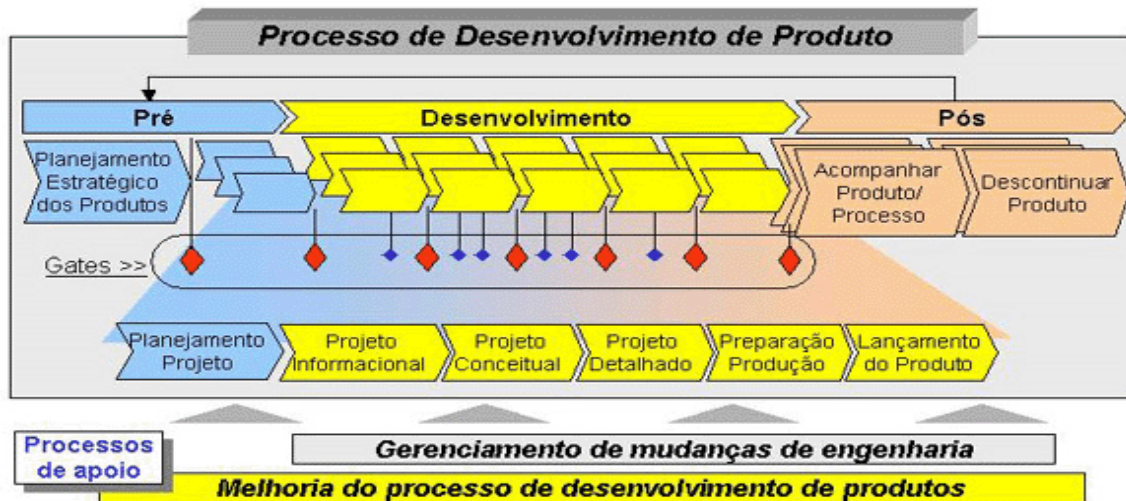 Processo de Desenvolvimento de Produto
Pré
Desenvolvimento
Pós
Planejamento
Estratégico
dos Produtos
Acompanhar
Produto/
Processo
Descontinuar
Produto
Gates >>
Planejamento
Projeto
Projeto
Informacional
Projeto
Conceitual
Projeto
Detalhado
Preparação
Produção
Lançamento
do Produto
Processos
de apoio
Gerenciamento de mudanças de engenharia
Melhoria do processo de desenvolvimento de produtos